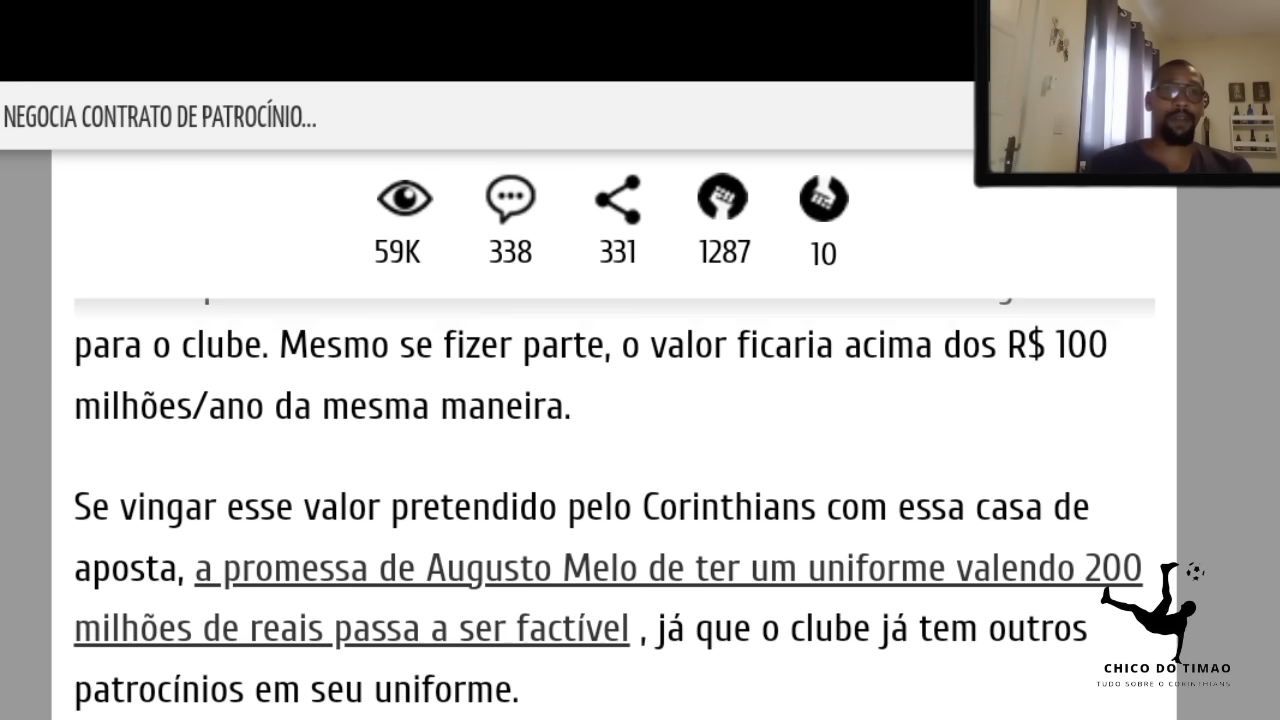 NEGOCIA CONTRATO DE PATROCÍNIO...
59K 338 331 1287 10
para o clube. Mesmo se fizer parte, o valor ficaria acima dos R$ 100
milhões/ano da mesma maneira.
Se vingar esse valor pretendido pelo Corinthians com essa casa de
aposta, a promessa de Augusto Melo de ter um uniforme valendo 200
milhões de reais passa a ser factível , já que o clube já tem outros
patrocínios em seu uniforme.
CHICO DO TIMAO
TUDO SOBRE O CORINTHIANS